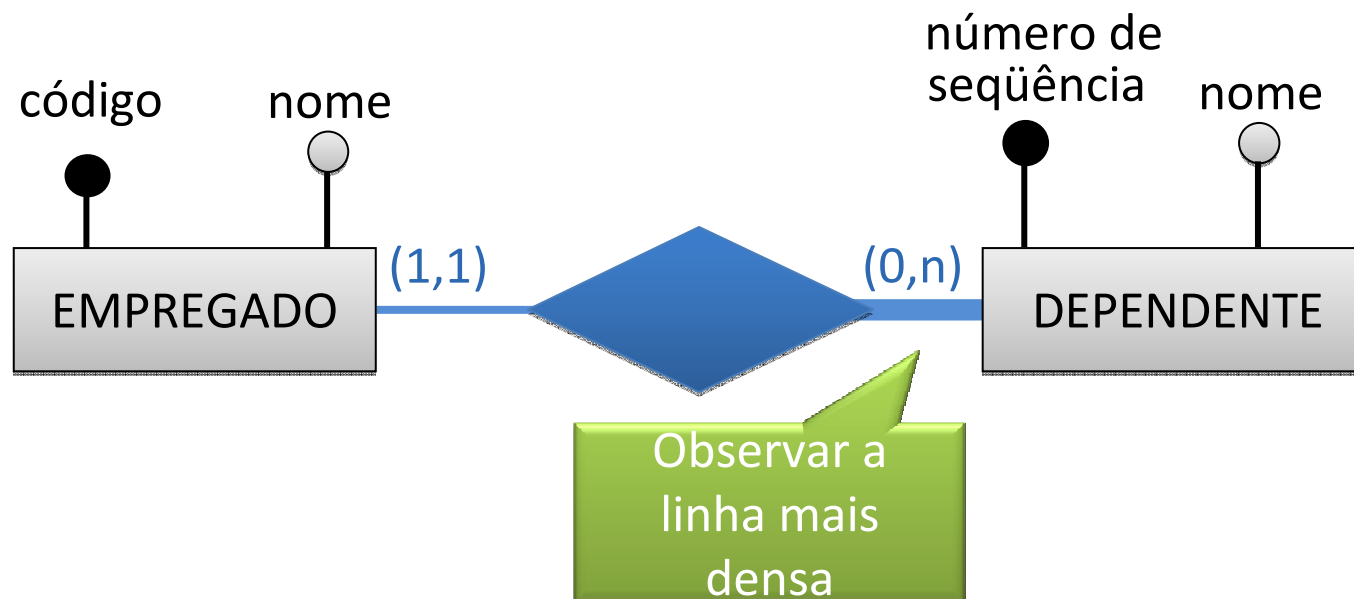 número de
seqüência
código
nome
nome
(1,1)
(0,n)
EMPREGADO
DEPENDENTE
Observar a
linha mais
densa